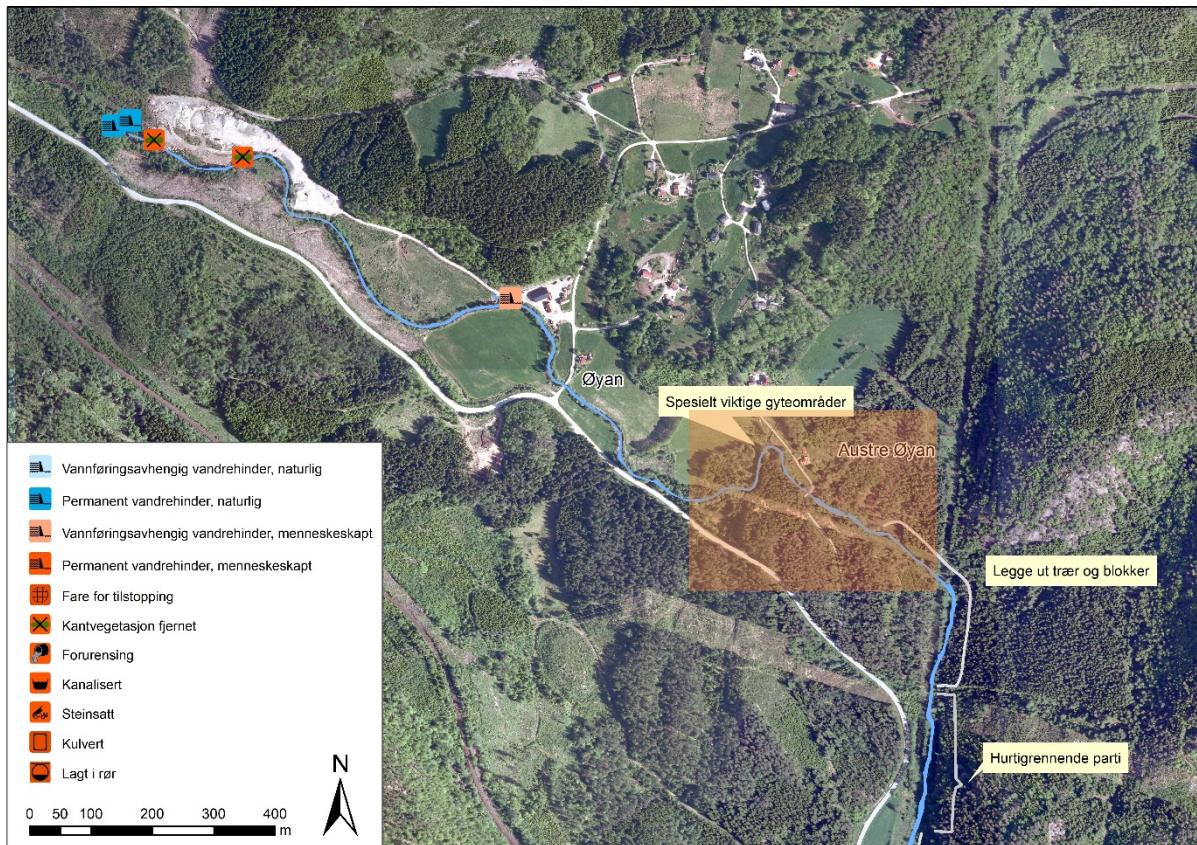 Øyan
Spesielt viktige gyteområder
Austre Øyan
Legge ut trær og blokker
Hurtigrennende parti
Vannføringsavhengig vandrehinder, naturlig
Permanent vandrehinder, naturlig
Vannføringsavhengig vandrehinder, menneskeskapt
Permanent vandrehinder, menneskeskapt
Fare for tilstopping
Kantvegetasjon fjernet
Forurensing
Kanalisert
Steinsatt
Kulvert
Lagt i rør
0 50 100 200 300 400
m
N